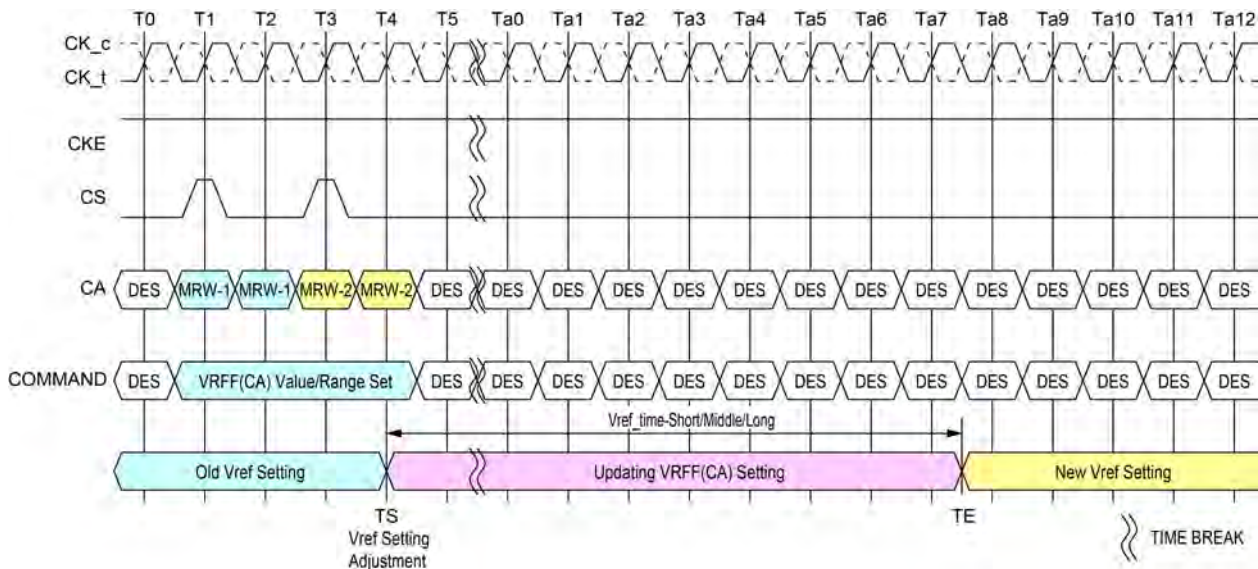 T0 T1 T2 T3 T4 T5 Ta0 Ta1 Ta2 Ta3 Ta4 Ta5 Ta6 Ta7 Ta8 Ta9 Ta10 Ta11 Ta12
CK_c
CK_t
CKE
CS
CA DES MRW-1 MRW-1 MRW-2 MRW-2 DES DES DES DES DES DES DES DES DES DES DES DES DES DES
COMMAND DES VRFF(CA) Value/Range Set DES DES DES DES DES DES DES DES DES DES DES DES DES DES
Vref_time-Short/Middle/Long
Old Vref Setting Updating VRFF(CA) Setting New Vref Setting
TS TE
Vref Setting
Adjustment
TIME BREAK